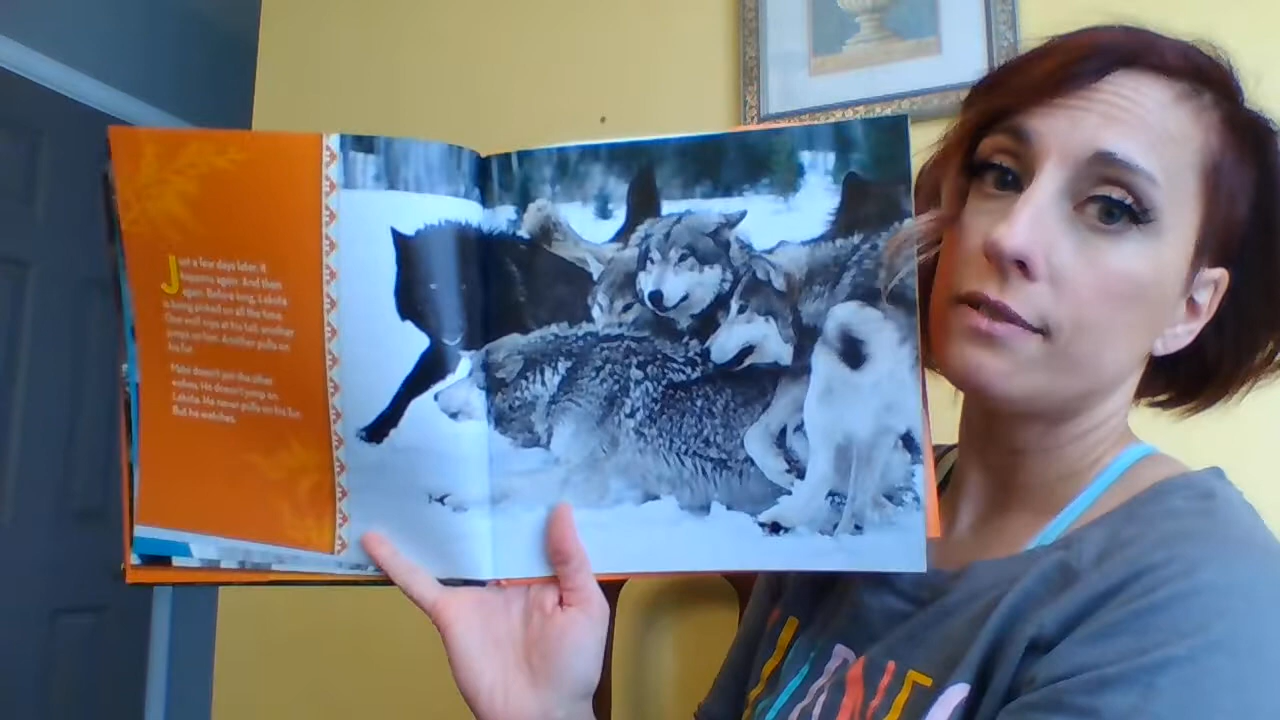 Just a few days later, it
happens again. And then
again. Before long, Lakota
is being picked on all the time.
One wolf nips at his tail, another
jumps on him. Another pulls on
his fur.
Mate doesn't join the other
wolves. He doesn't jump on
Lakota. He never pulls on his fur.
But he watches.